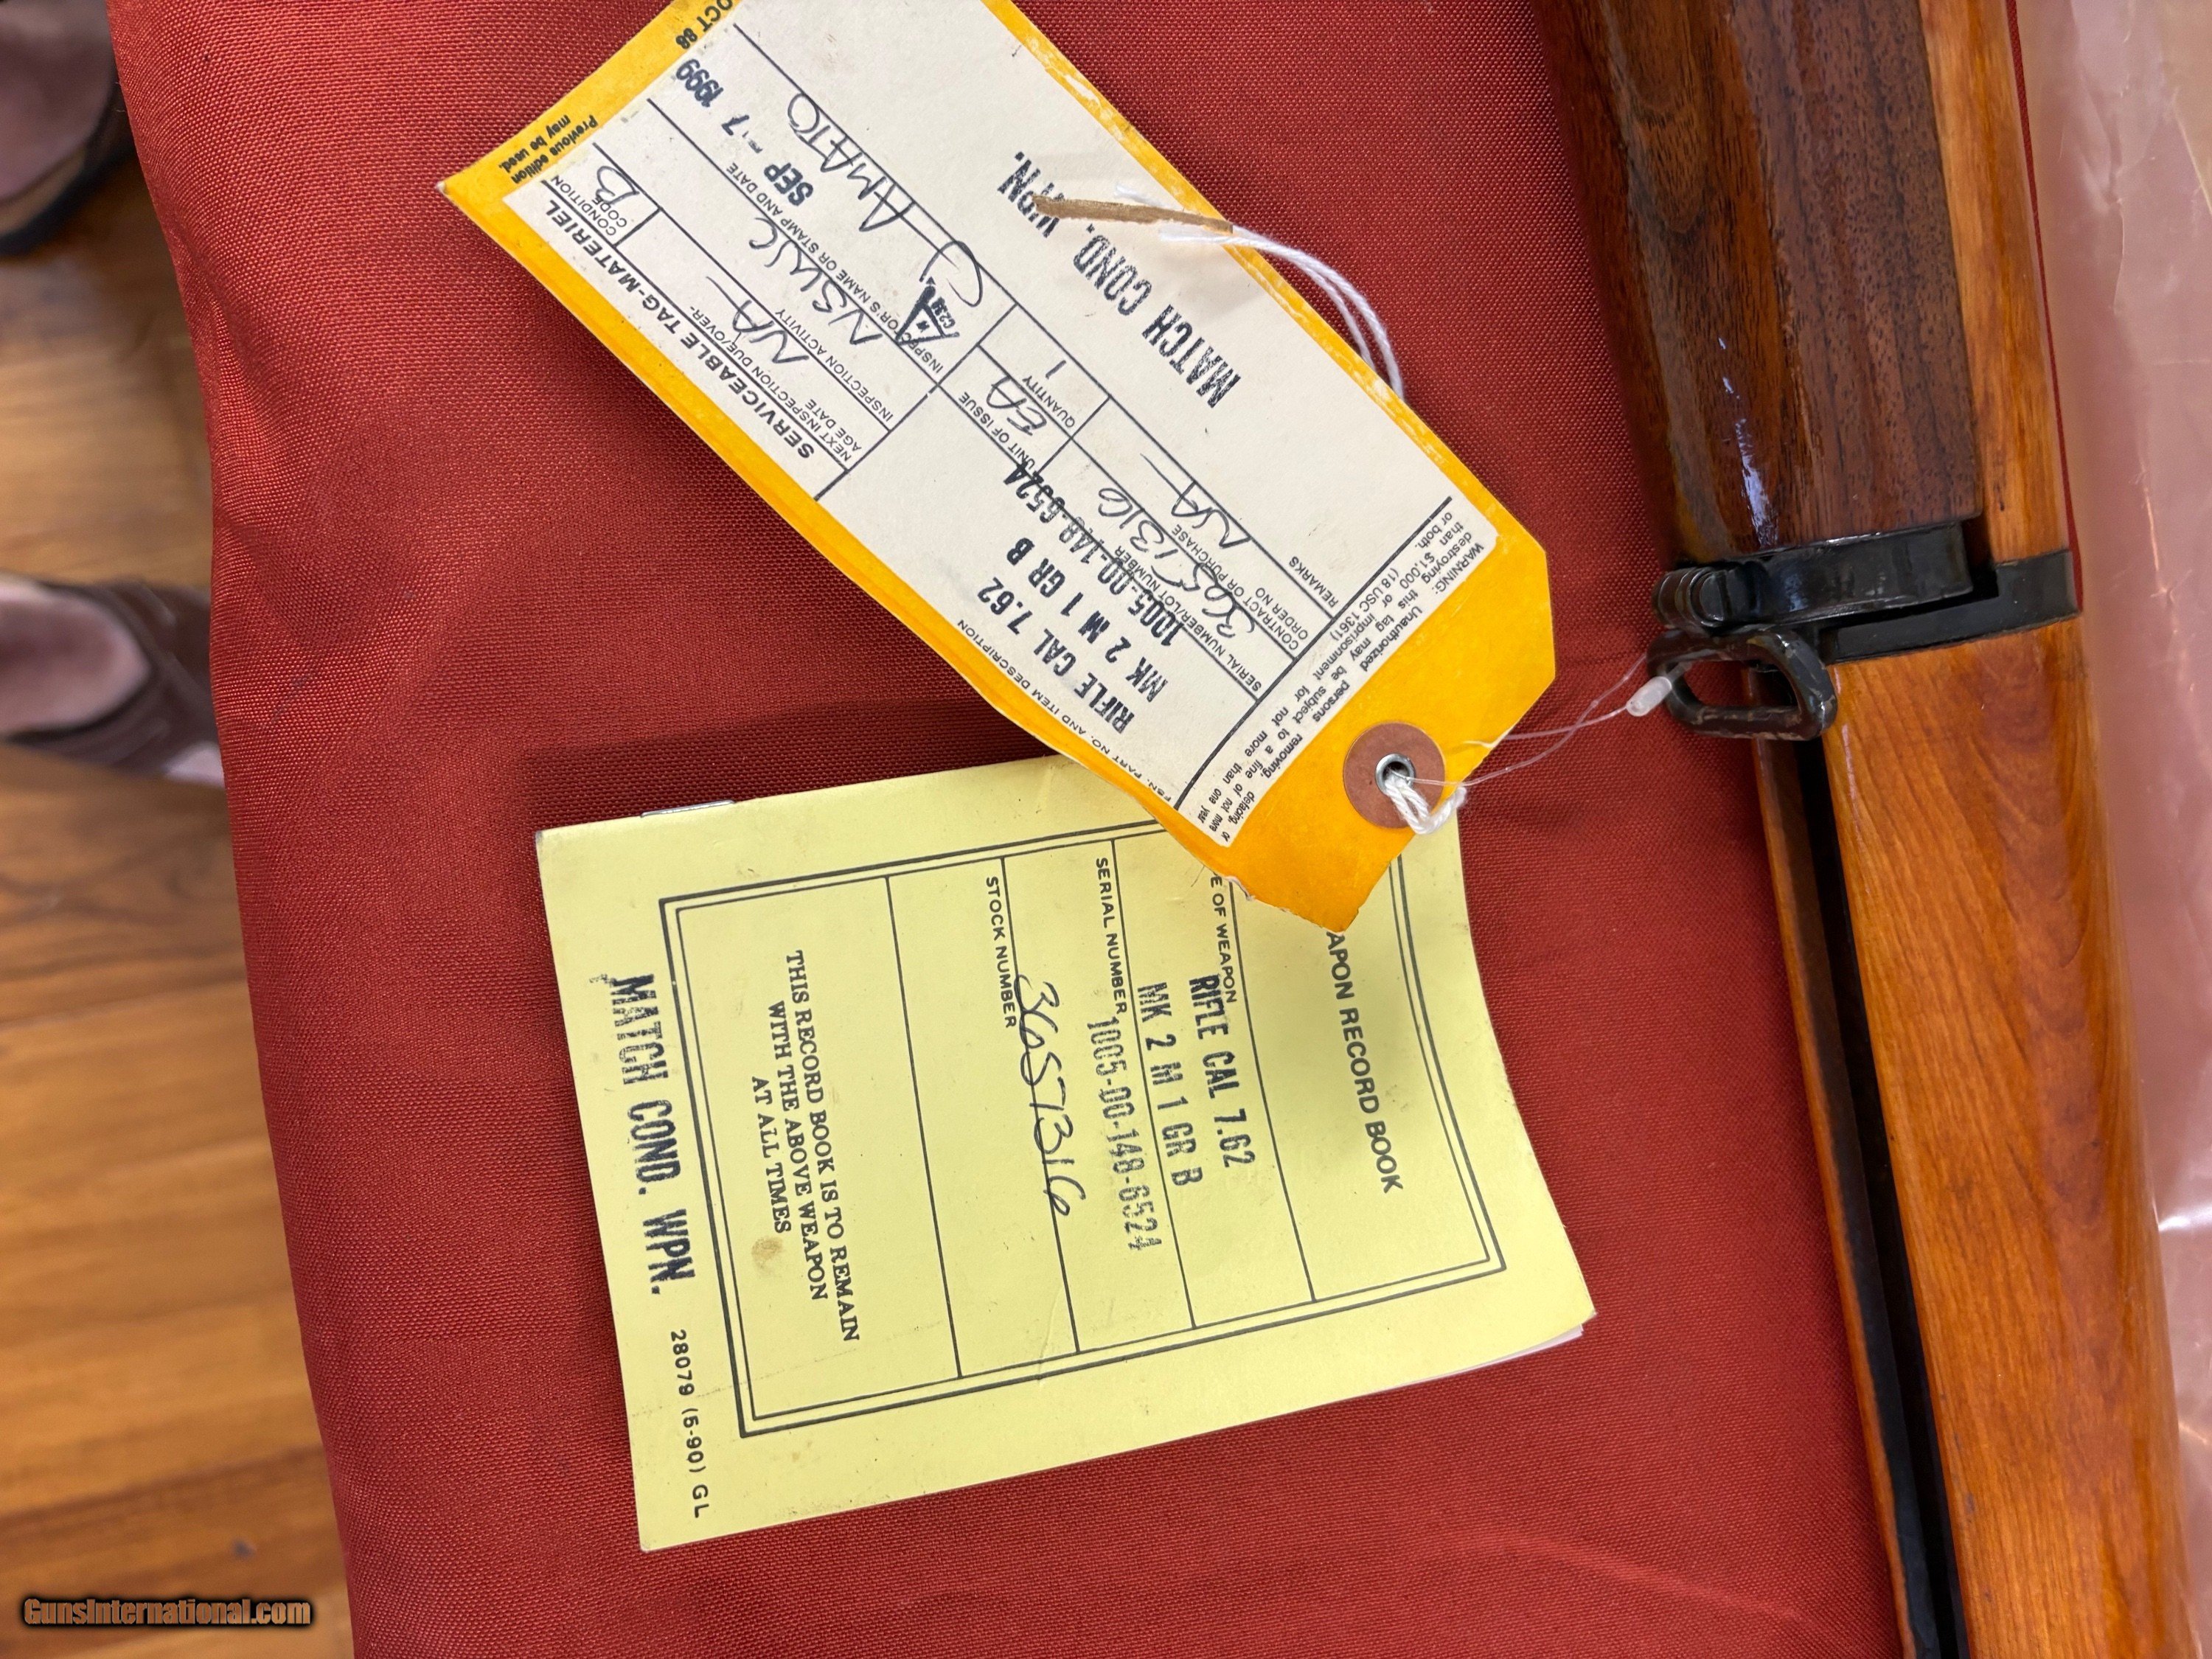 OCT 88
Previous edition
may be used.
SERVICEABLE TAG-MATERIEL
CONDITION
CODE
B
NEXT INSPECTION DUE/OVER-
AGE DATE
NA
INSPECTION ACTIVITY
NSWSC
INSPECTOR'S NAME OR STAMP AND DATE
SEP - 7 1999
J AMATO
FSN, PART NO. AND ITEM DESCRIPTION
RIFLE CAL 7.62
MK 2 M 1 GR B
1005-00-148-6524
SERIAL NUMBER/LOT NUMBER
3657316
UNIT OF ISSUE
EA
CONTRACT OR PURCHASE
ORDER NO
NA
QUANTITY
1
REMARKS
MATCH COND. WPN.
WARNING: Unauthorized persons removing, defacing, or
destroying this tag may be subject to a fine of not more
than $1,000 or imprisonment for not more than one year
or both. (18 USC 1361)
APON RECORD BOOK
E OF WEAPON
RIFLE CAL 7.62
MK 2 M 1 GR B
SERIAL NUMBER
1005-00-148-6524
3657316
STOCK NUMBER
THIS RECORD BOOK IS TO REMAIN
WITH THE ABOVE WEAPON
AT ALL TIMES
MATCH COND. WPN.
28079 (5-90) GL
GunsInternational.com